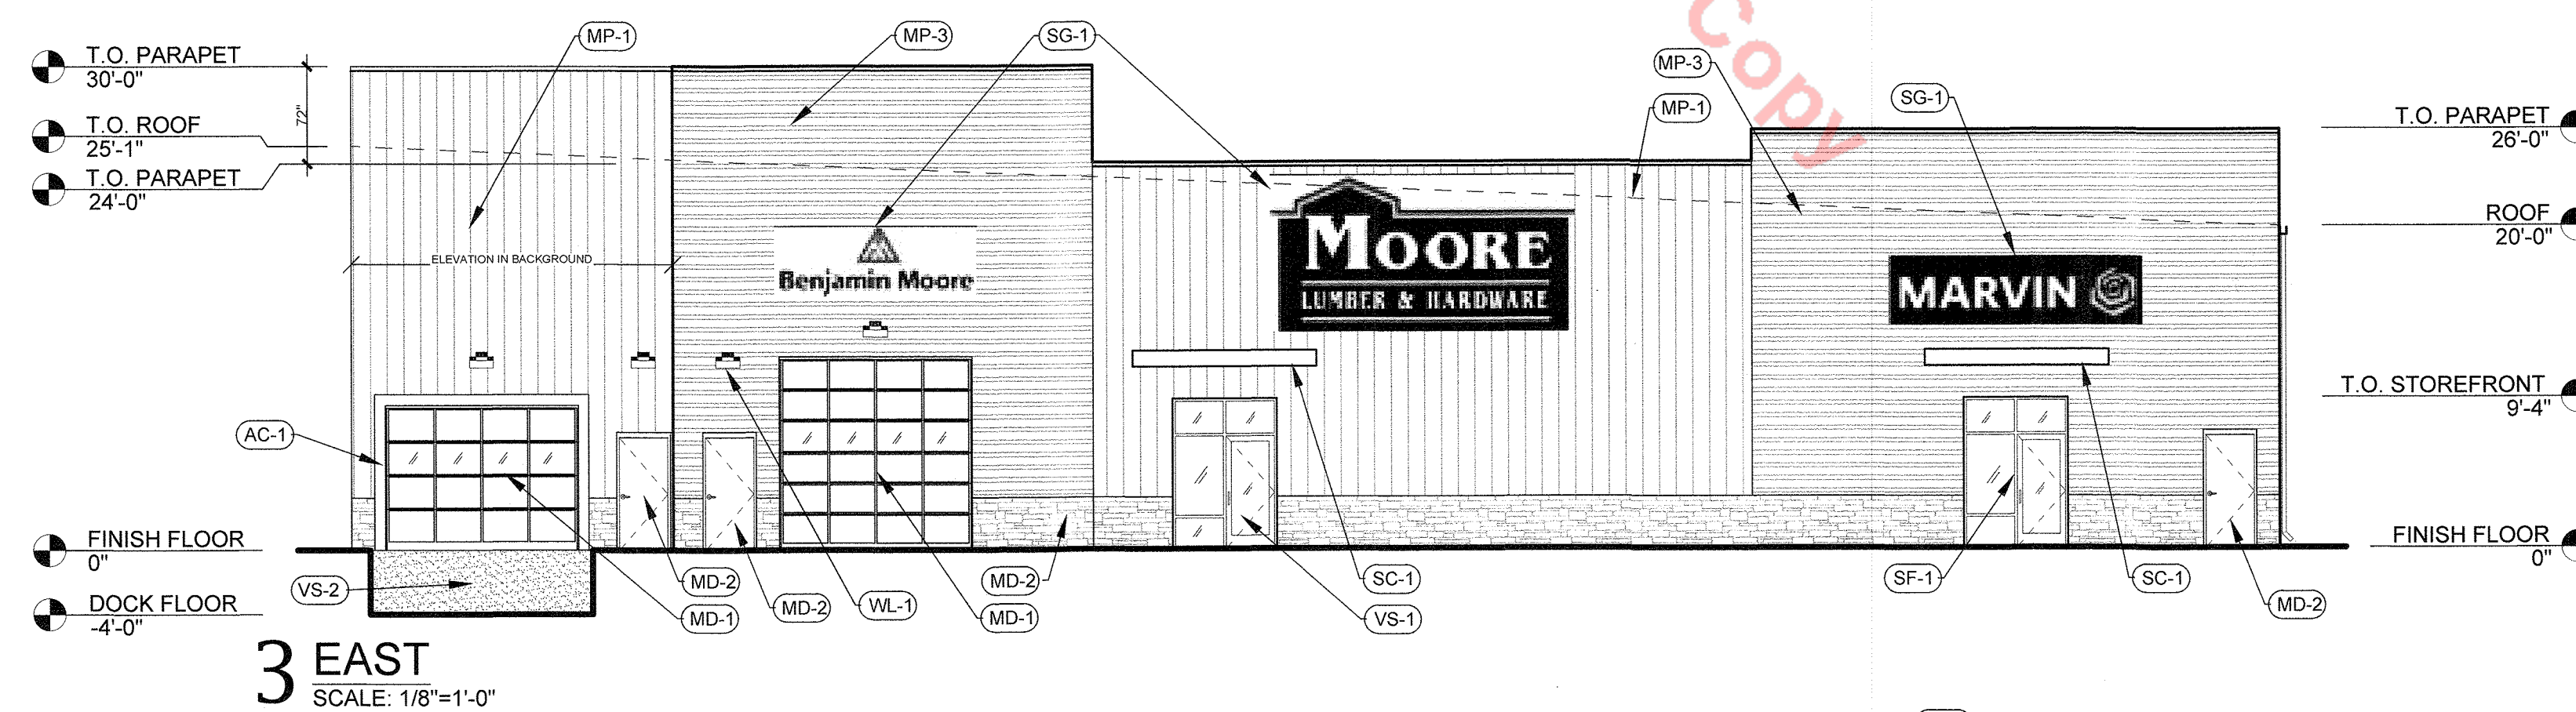 Copy
MP-1
MP-3
SG-1
MP-3
MP-1
SG-1
T.O. PARAPET
30'-0"
72"
T.O. ROOF
25'-1"
T.O. PARAPET
24'-0"
T.O. PARAPET
26'-0"
ROOF
20'-0"
T.O. STOREFRONT
9'-4"
ELEVATION IN BACKGROUND
Benjamin Moore
MOORE
LUMBER & HARDWARE
MARVIN
AC-1
FINISH FLOOR
0"
VS-2
DOCK FLOOR
-4'-0"
MD-2
MD-1
MD-2
WL-1
MD-2
MD-1
SC-1
VS-1
SF-1
SC-1
MD-2
FINISH FLOOR
0"
3 EAST
SCALE: 1/8"=1'-0"